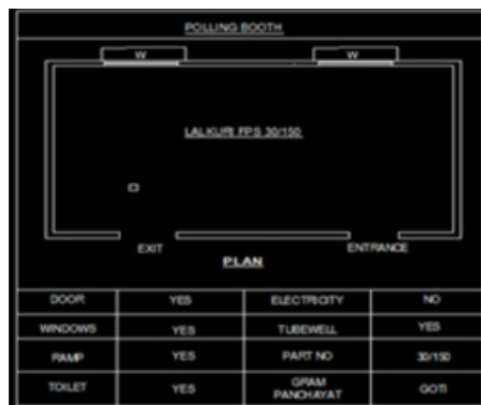 POLLING BOOTH
W W
LALKURI FPS 30/150
EXIT ENTRANCE
PLAN
DOOR YES ELECTRICITY NO
WINDOWS YES TUBEWELL YES
RAMP YES PART NO 30/150
TOILET YES GRAM PANCHAYAT GOTI